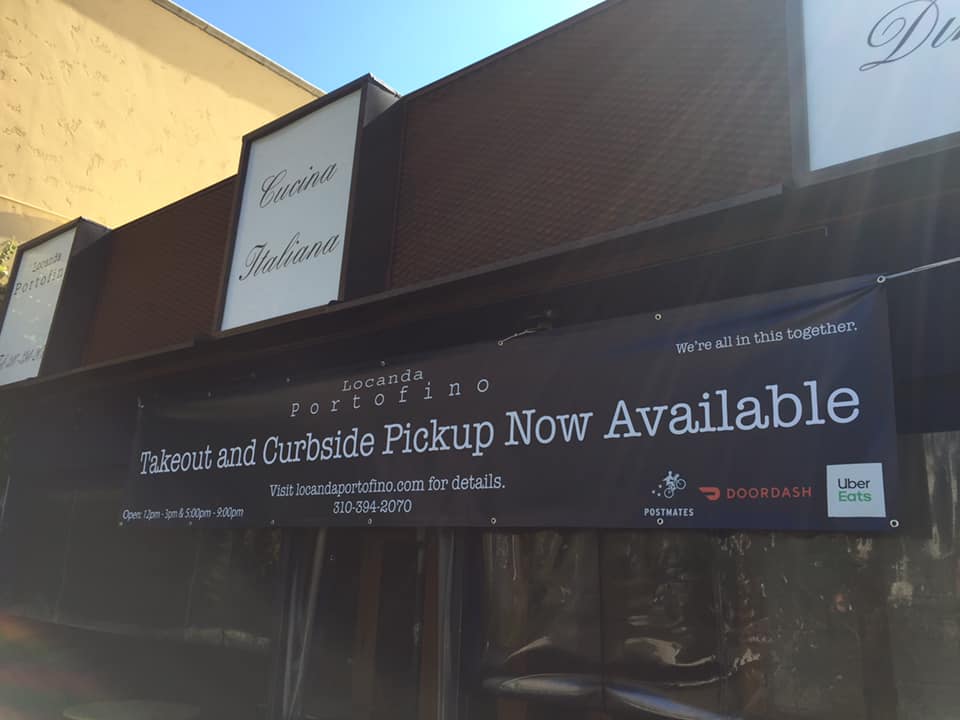 Cucina
Italiana
Locanda
Portofin
Locanda
Portofino
We're all in this together.
Takeout and Curbside Pickup Now Available
Visit locandaportofino.com for details.
310-394-2070
Open: 12pm - 3pm & 5:00pm - 9:00pm
POSTMATES
DOORDASH
Uber
Eats